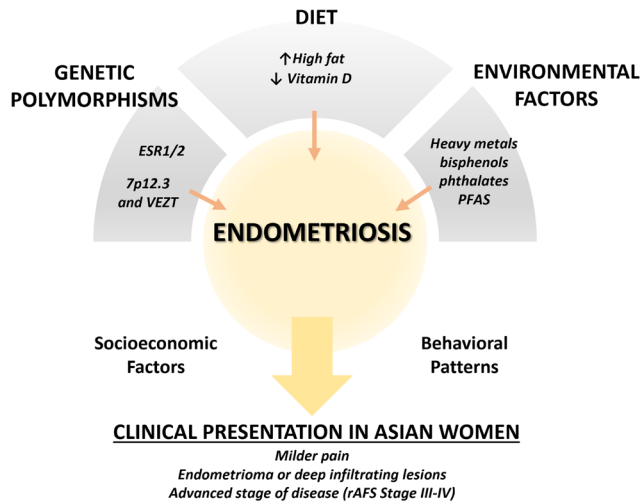 DIET
↑High fat
↓ Vitamin D
GENETIC
POLYMORPHISMS
ESR1/2
7p12.3
and VEZT
ENVIRONMENTAL
FACTORS
Heavy metals
bisphenols
phthalates
PFAS
ENDOMETRIOSIS
Socioeconomic
Factors
Behavioral
Patterns
CLINICAL PRESENTATION IN ASIAN WOMEN
Milder pain
Endometrioma or deep infiltrating lesions
Advanced stage of disease (rAFS Stage III-IV)